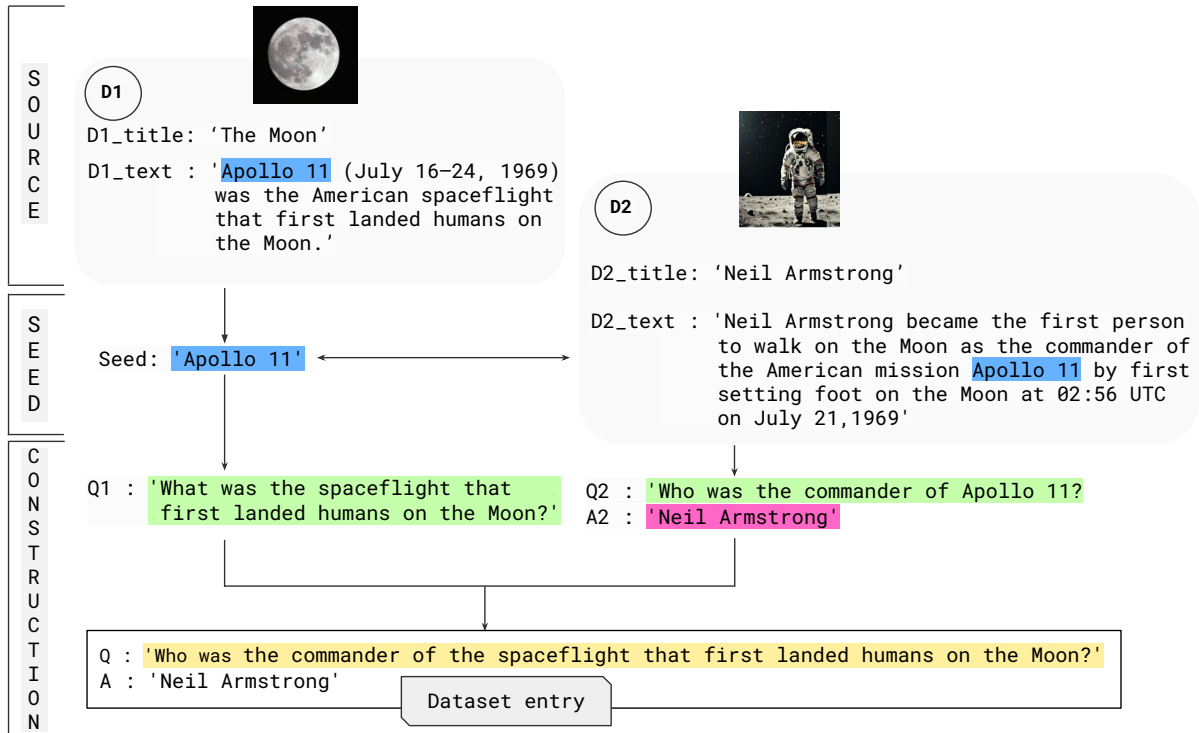 SOURCE
D1
D1_title: ‘The Moon’
D1_text : 'Apollo 11 (July 16–24, 1969)
was the American spaceflight
that first landed humans on
the Moon.’
D2
D2_title: ‘Neil Armstrong’
D2_text : 'Neil Armstrong became the first person
to walk on the Moon as the commander of
the American mission Apollo 11 by first
setting foot on the Moon at 02:56 UTC
on July 21,1969'
SEED
Seed: 'Apollo 11'
CONSTRUCTION
Q1 : 'What was the spaceflight that
first landed humans on the Moon?'
Q2 : 'Who was the commander of Apollo 11?
A2 : 'Neil Armstrong'
Q : 'Who was the commander of the spaceflight that first landed humans on the Moon?'
A : 'Neil Armstrong'
Dataset entry